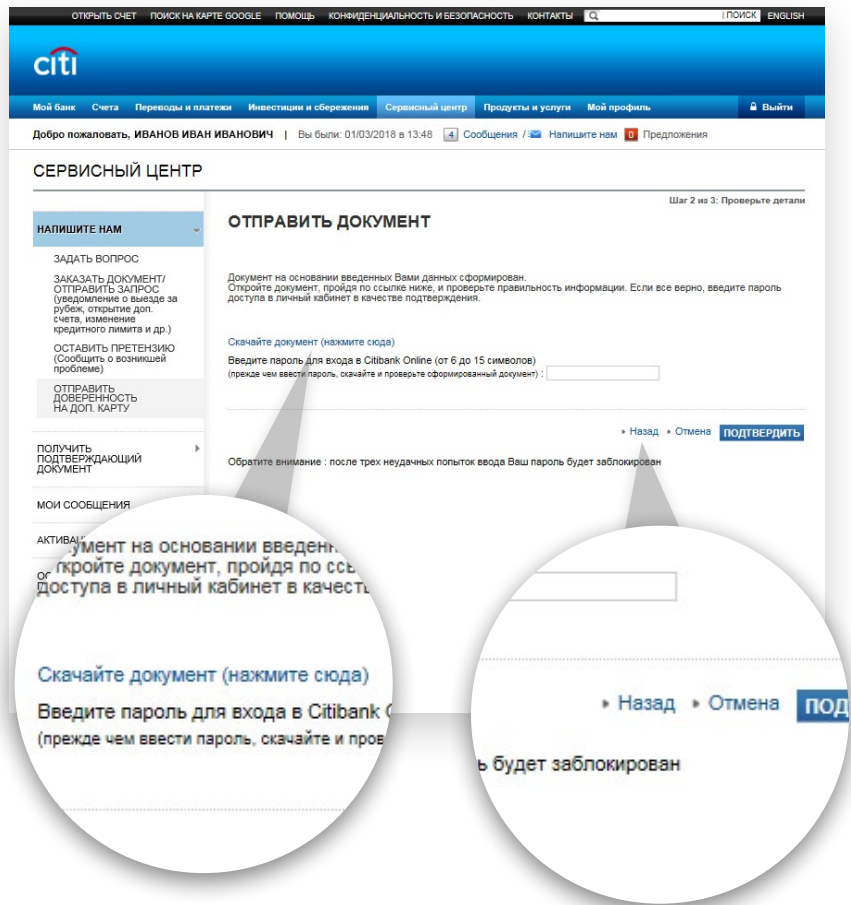 ОТКРЫТЬ СЧЕТ ПОИСК НА КАРТЕ GOOGLE ПОМОЩЬ КОНФИДЕНЦИАЛЬНОСТЬ И БЕЗОПАСНОСТЬ КОНТАКТЫ ПОИСК ENGLISH
citi
Мой банк Счета Переводы и платежи Инвестиции и сбережения Сервисный центр Продукты и услуги Мой профиль Выйти
Добро пожаловать, ИВАНОВ ИВАН ИВАНОВИЧ | Вы были: 01/03/2018 в 13:48 4 Сообщения / Напишите нам 0 Предложения
СЕРВИСНЫЙ ЦЕНТР
Шаг 2 из 3: Проверьте детали
НАПИШИТЕ НАМ
ЗАДАТЬ ВОПРОС
ЗАКАЗАТЬ ДОКУМЕНТ/
ОТПРАВИТЬ ЗАПРОС
(уведомление о выезде за
рубеж, открытие доп.
счета, изменение
кредитного лимита и др.)
ОСТАВИТЬ ПРЕТЕНЗИЮ
(Сообщить о возникшей
проблеме)
ОТПРАВИТЬ
ДОВЕРЕННОСТЬ
НА ДОП. КАРТУ
ПОЛУЧИТЬ
ПОДТВЕРЖДАЮЩИЙ
ДОКУМЕНТ
МОИ СООБЩЕНИЯ
ОТПРАВИТЬ ДОКУМЕНТ
Документ на основании введенных Вами данных сформирован.
Откройте документ, пройдя по ссылке ниже, и проверьте правильность информации. Если все верно, введите пароль
доступа в личный кабинет в качестве подтверждения.
Скачайте документ (нажмите сюда)
Введите пароль для входа в Citibank Online (от 6 до 15 символов)
(прежде чем ввести пароль, скачайте и проверьте сформированный документ) :
Назад Отмена ПОДТВЕРДИТЬ
Обратите внимание : после трех неудачных попыток ввода Ваш пароль будет заблокирован
умент на основании введен
ткройте документ, пройдя по ссы
доступа в личный кабинет в качест
Скачайте документ (нажмите сюда)
Введите пароль для входа в Citibank
(прежде чем ввести пароль, скачайте и пров
Назад Отмена ПОД
ь будет заблокирован